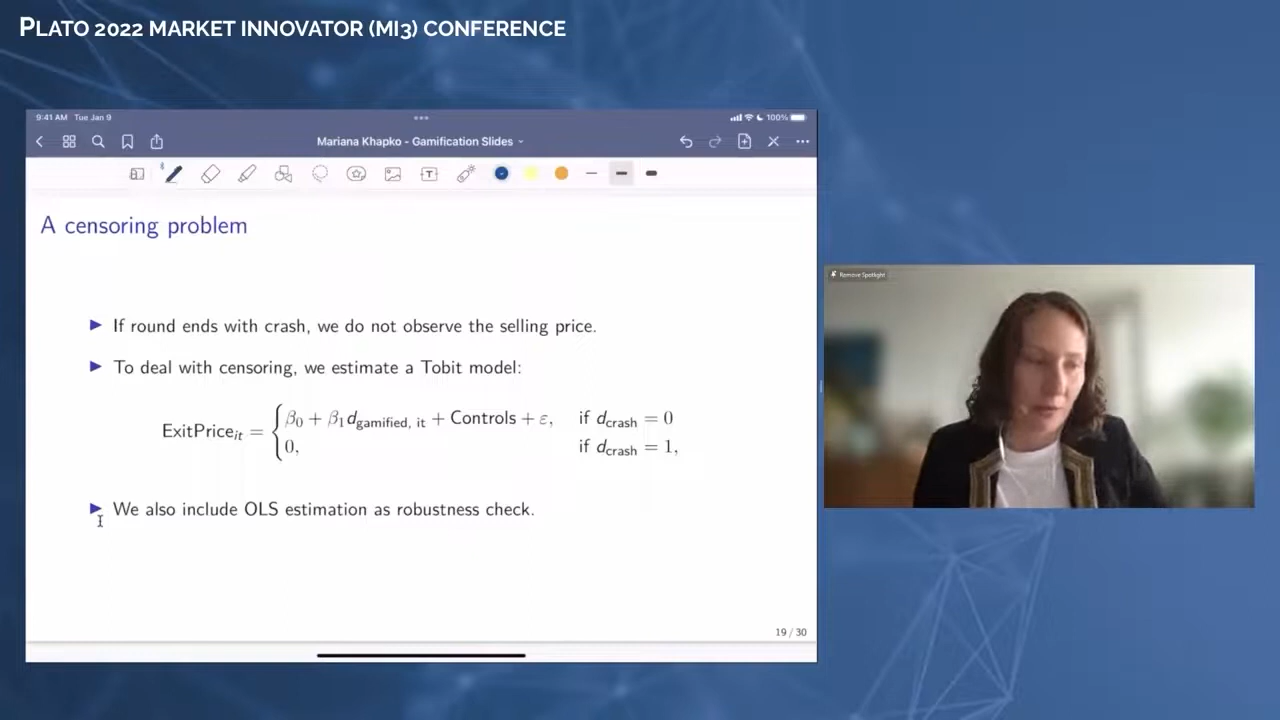 PLATO 2022 MARKET INNOVATOR (MI3) CONFERENCE
9:41 AM Tue Jan 9
100%
Mariana Khapko - Gamification Slides
A censoring problem
If round ends with crash, we do not observe the selling price.
To deal with censoring, we estimate a Tobit model:
ExitPrice_it = { β0 + β1 d_gamified, it + Controls + ε, if d_crash = 0
0, if d_crash = 1,
We also include OLS estimation as robustness check.
19 / 30
Remove Spotlight